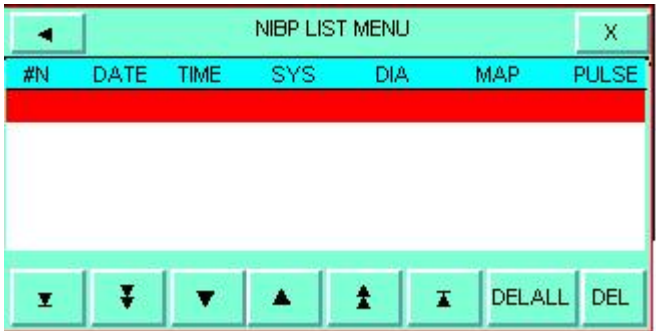 NIBP LIST MENU X
#N DATE TIME SYS DIA MAP PULSE
DELALL DEL